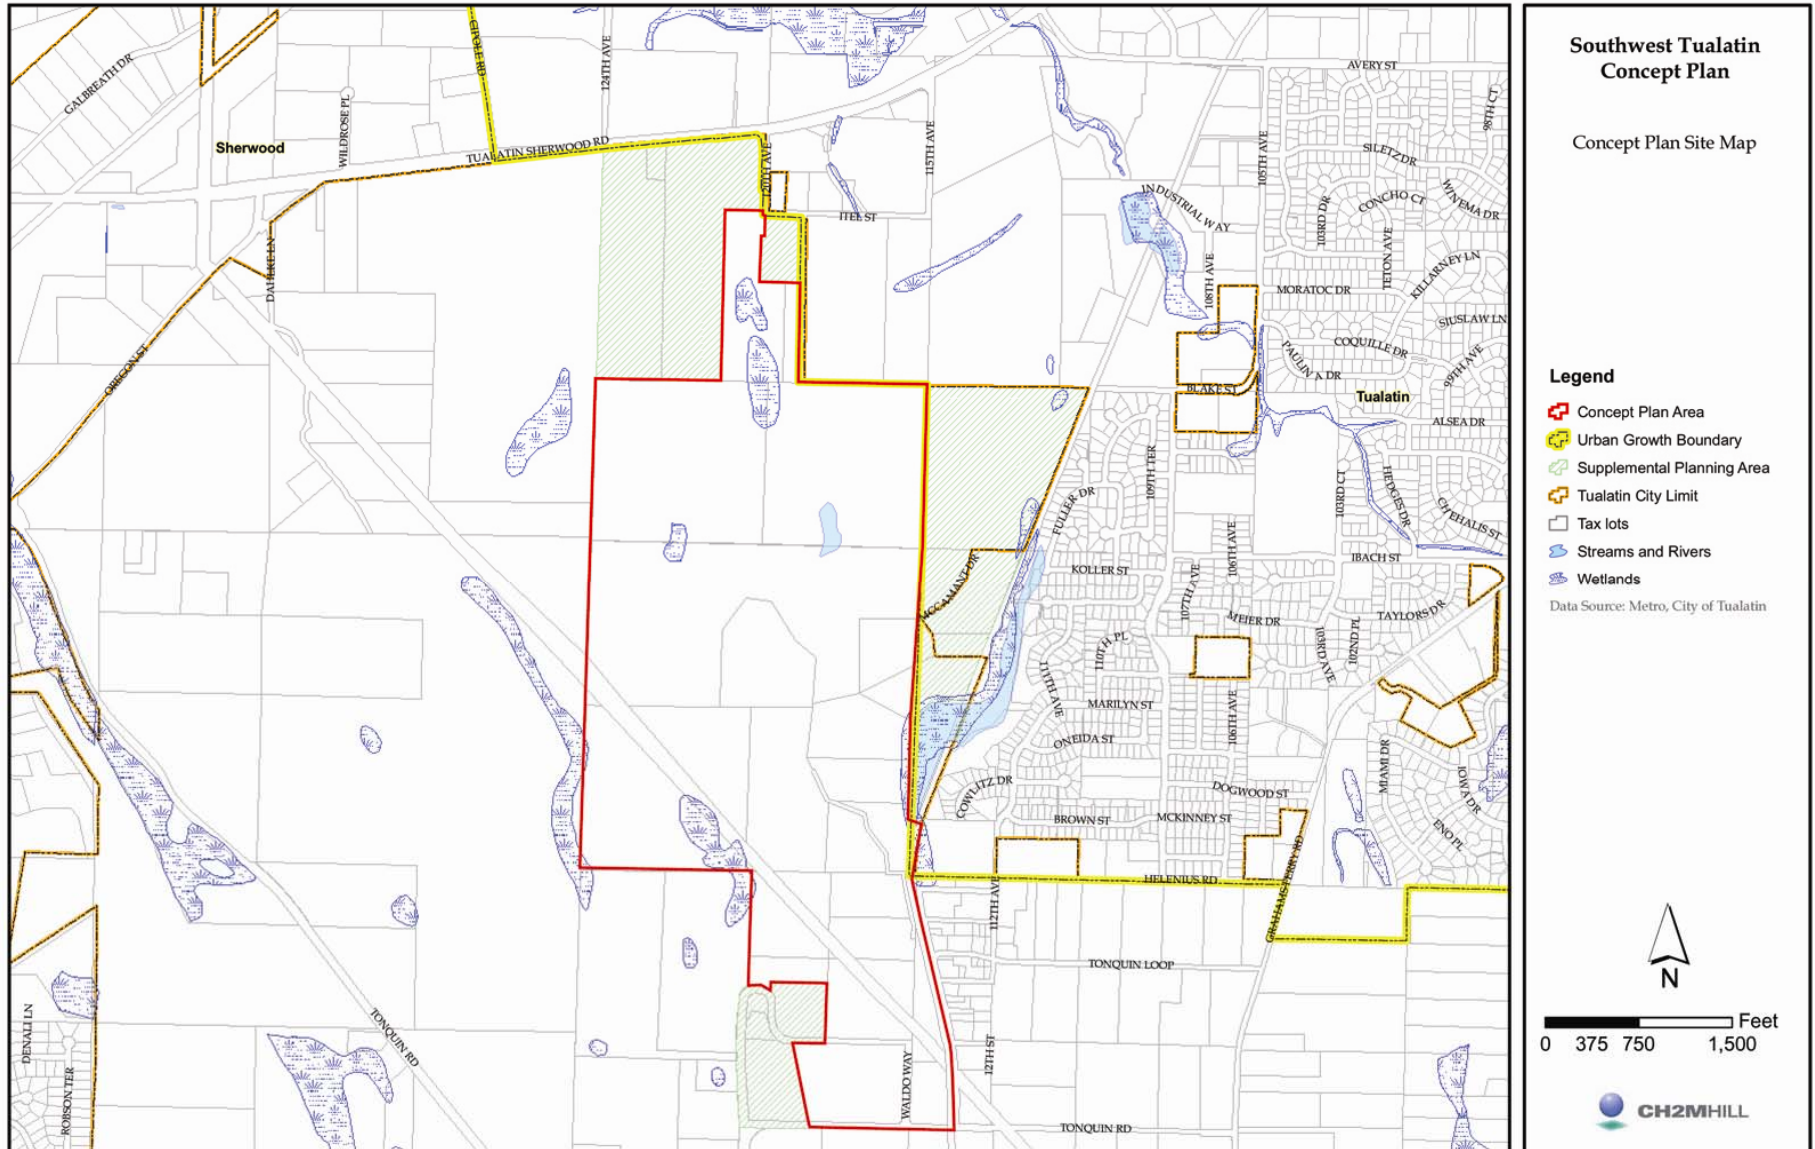 Southwest Tualatin
Concept Plan
Concept Plan Site Map
Legend
Concept Plan Area
Urban Growth Boundary
Supplemental Planning Area
Tualatin City Limit
Tax lots
Streams and Rivers
Wetlands
Data Source: Metro, City of Tualatin
N
Feet
0 375 750 1,500
CH2MHILL
GALBREATH DR
CIPOLE RD
124TH AVE
AVERY ST
98TH CT
Sherwood
WILDROSE PL
TUALATIN SHERWOOD RD
120TH AVE
115TH AVE
105TH AVE
SILETZ DR
INDUSTRIAL WAY
103RD DR
CONCHO CT
WINEMA DR
ITEL ST
DAHLKE LN
108TH AVE
TETON AVE
KILLARNEY LN
MORATOC DR
SIUSLAW LN
OREGON ST
COQUILLE DR
PAULINA DR
99TH AVE
BLAKE ST
Tualatin
ALSEA DR
109TH TER
FULLER DR
103RD CT
HEDGES DR
CHEHALIS ST
106TH AVE
IBACH ST
MCCAMANT DR
KOLLER ST
107TH AVE
MEIER DR
TAYLORS DR
110TH PL
103RD AVE
102ND PL
111TH AVE
MARILYN ST
106TH AVE
ONEIDA ST
MIAMI DR
IOWA DR
COWLITZ DR
DOGWOOD ST
BROWN ST
MCKINNEY ST
ENO PL
HELENIUS RD
GRAHAMS FERRY RD
112TH AVE
TONQUIN LOOP
DENALI LN
TONQUIN RD
12TH ST
ROBSON TER
WALDO WAY
TONQUIN RD